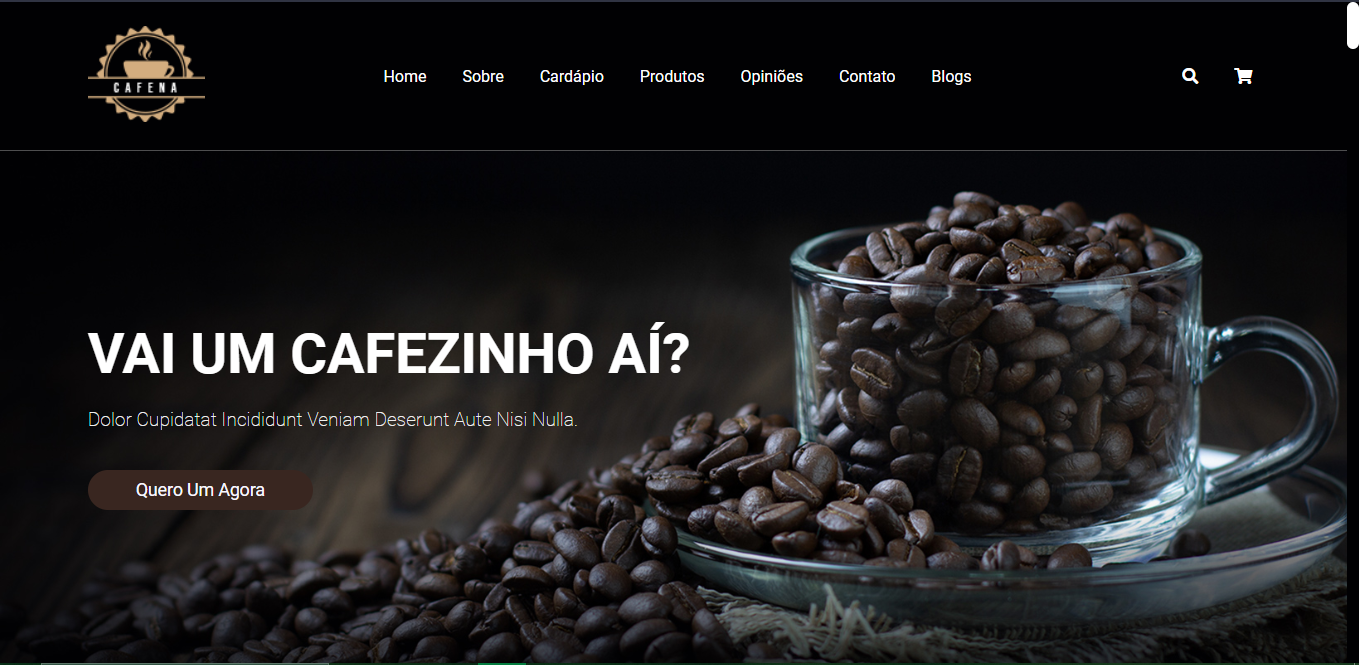 CAFENA
Home Sobre Cardápio Produtos Opiniões Contato Blogs
VAI UM CAFEZINHO AÍ?
Dolor Cupidatat Incididunt Veniam Deserunt Aute Nisi Nulla.
Quero Um Agora